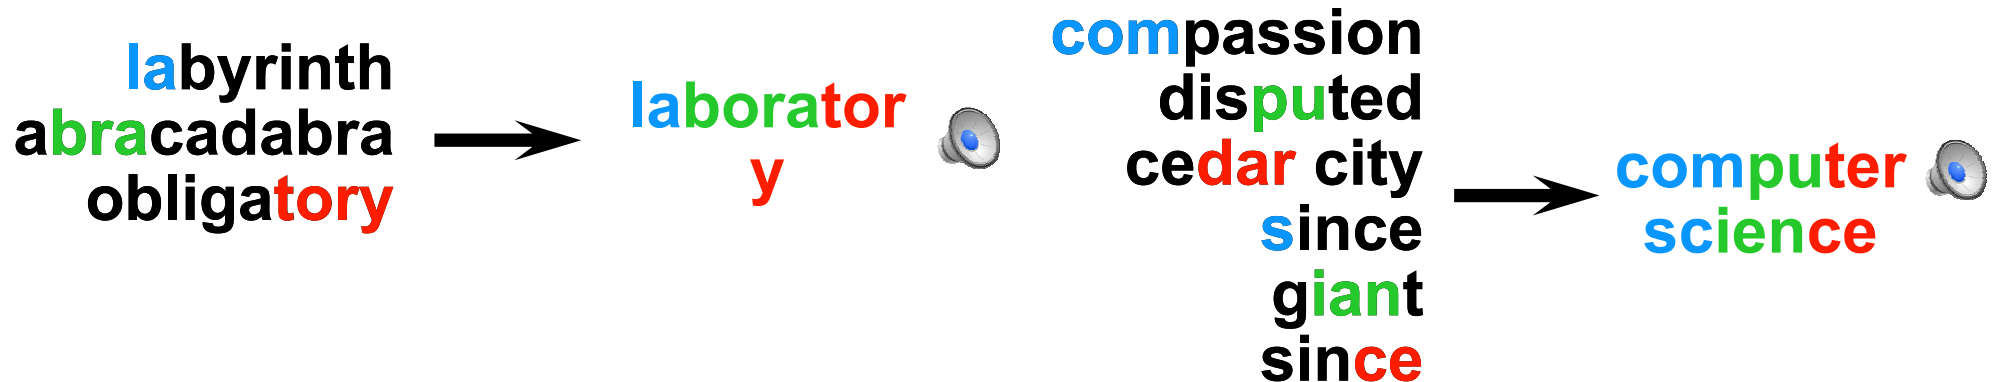 labyrinth
abracadabra
obligatory
laborator
y
compassion
disputed
cedar city
since
giant
since
computer
science